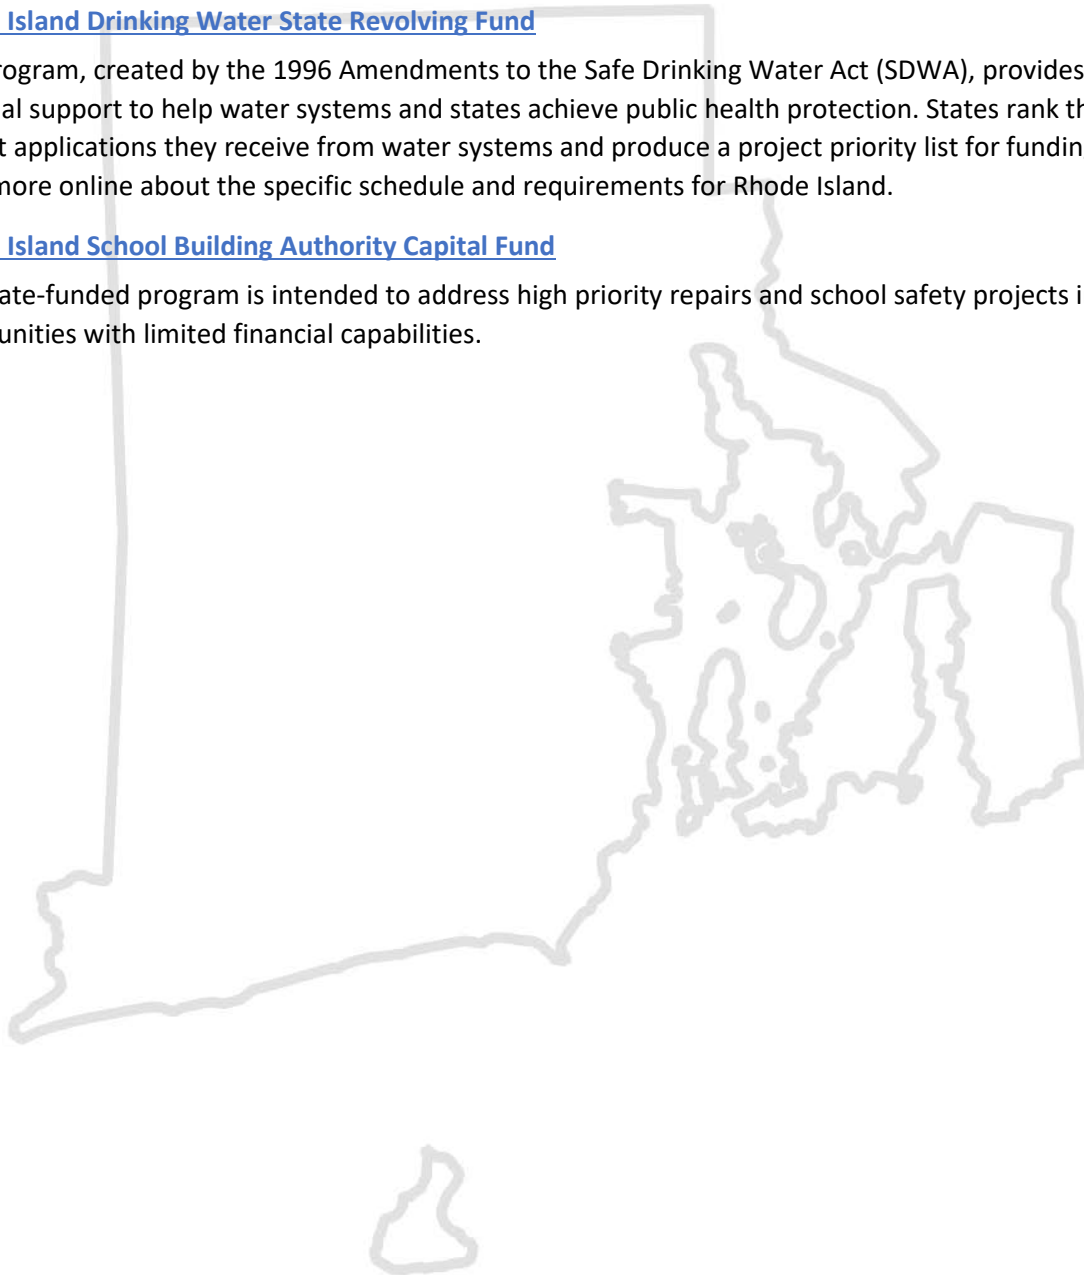 Island Drinking Water State Revolving Fund
rogram, created by the 1996 Amendments to the Safe Drinking Water Act (SDWA), provides
al support to help water systems and states achieve public health protection. States rank th
t applications they receive from water systems and produce a project priority list for fundin
more online about the specific schedule and requirements for Rhode Island.
Island School Building Authority Capital Fund
ate-funded program is intended to address high priority repairs and school safety projects i
unities with limited financial capabilities.